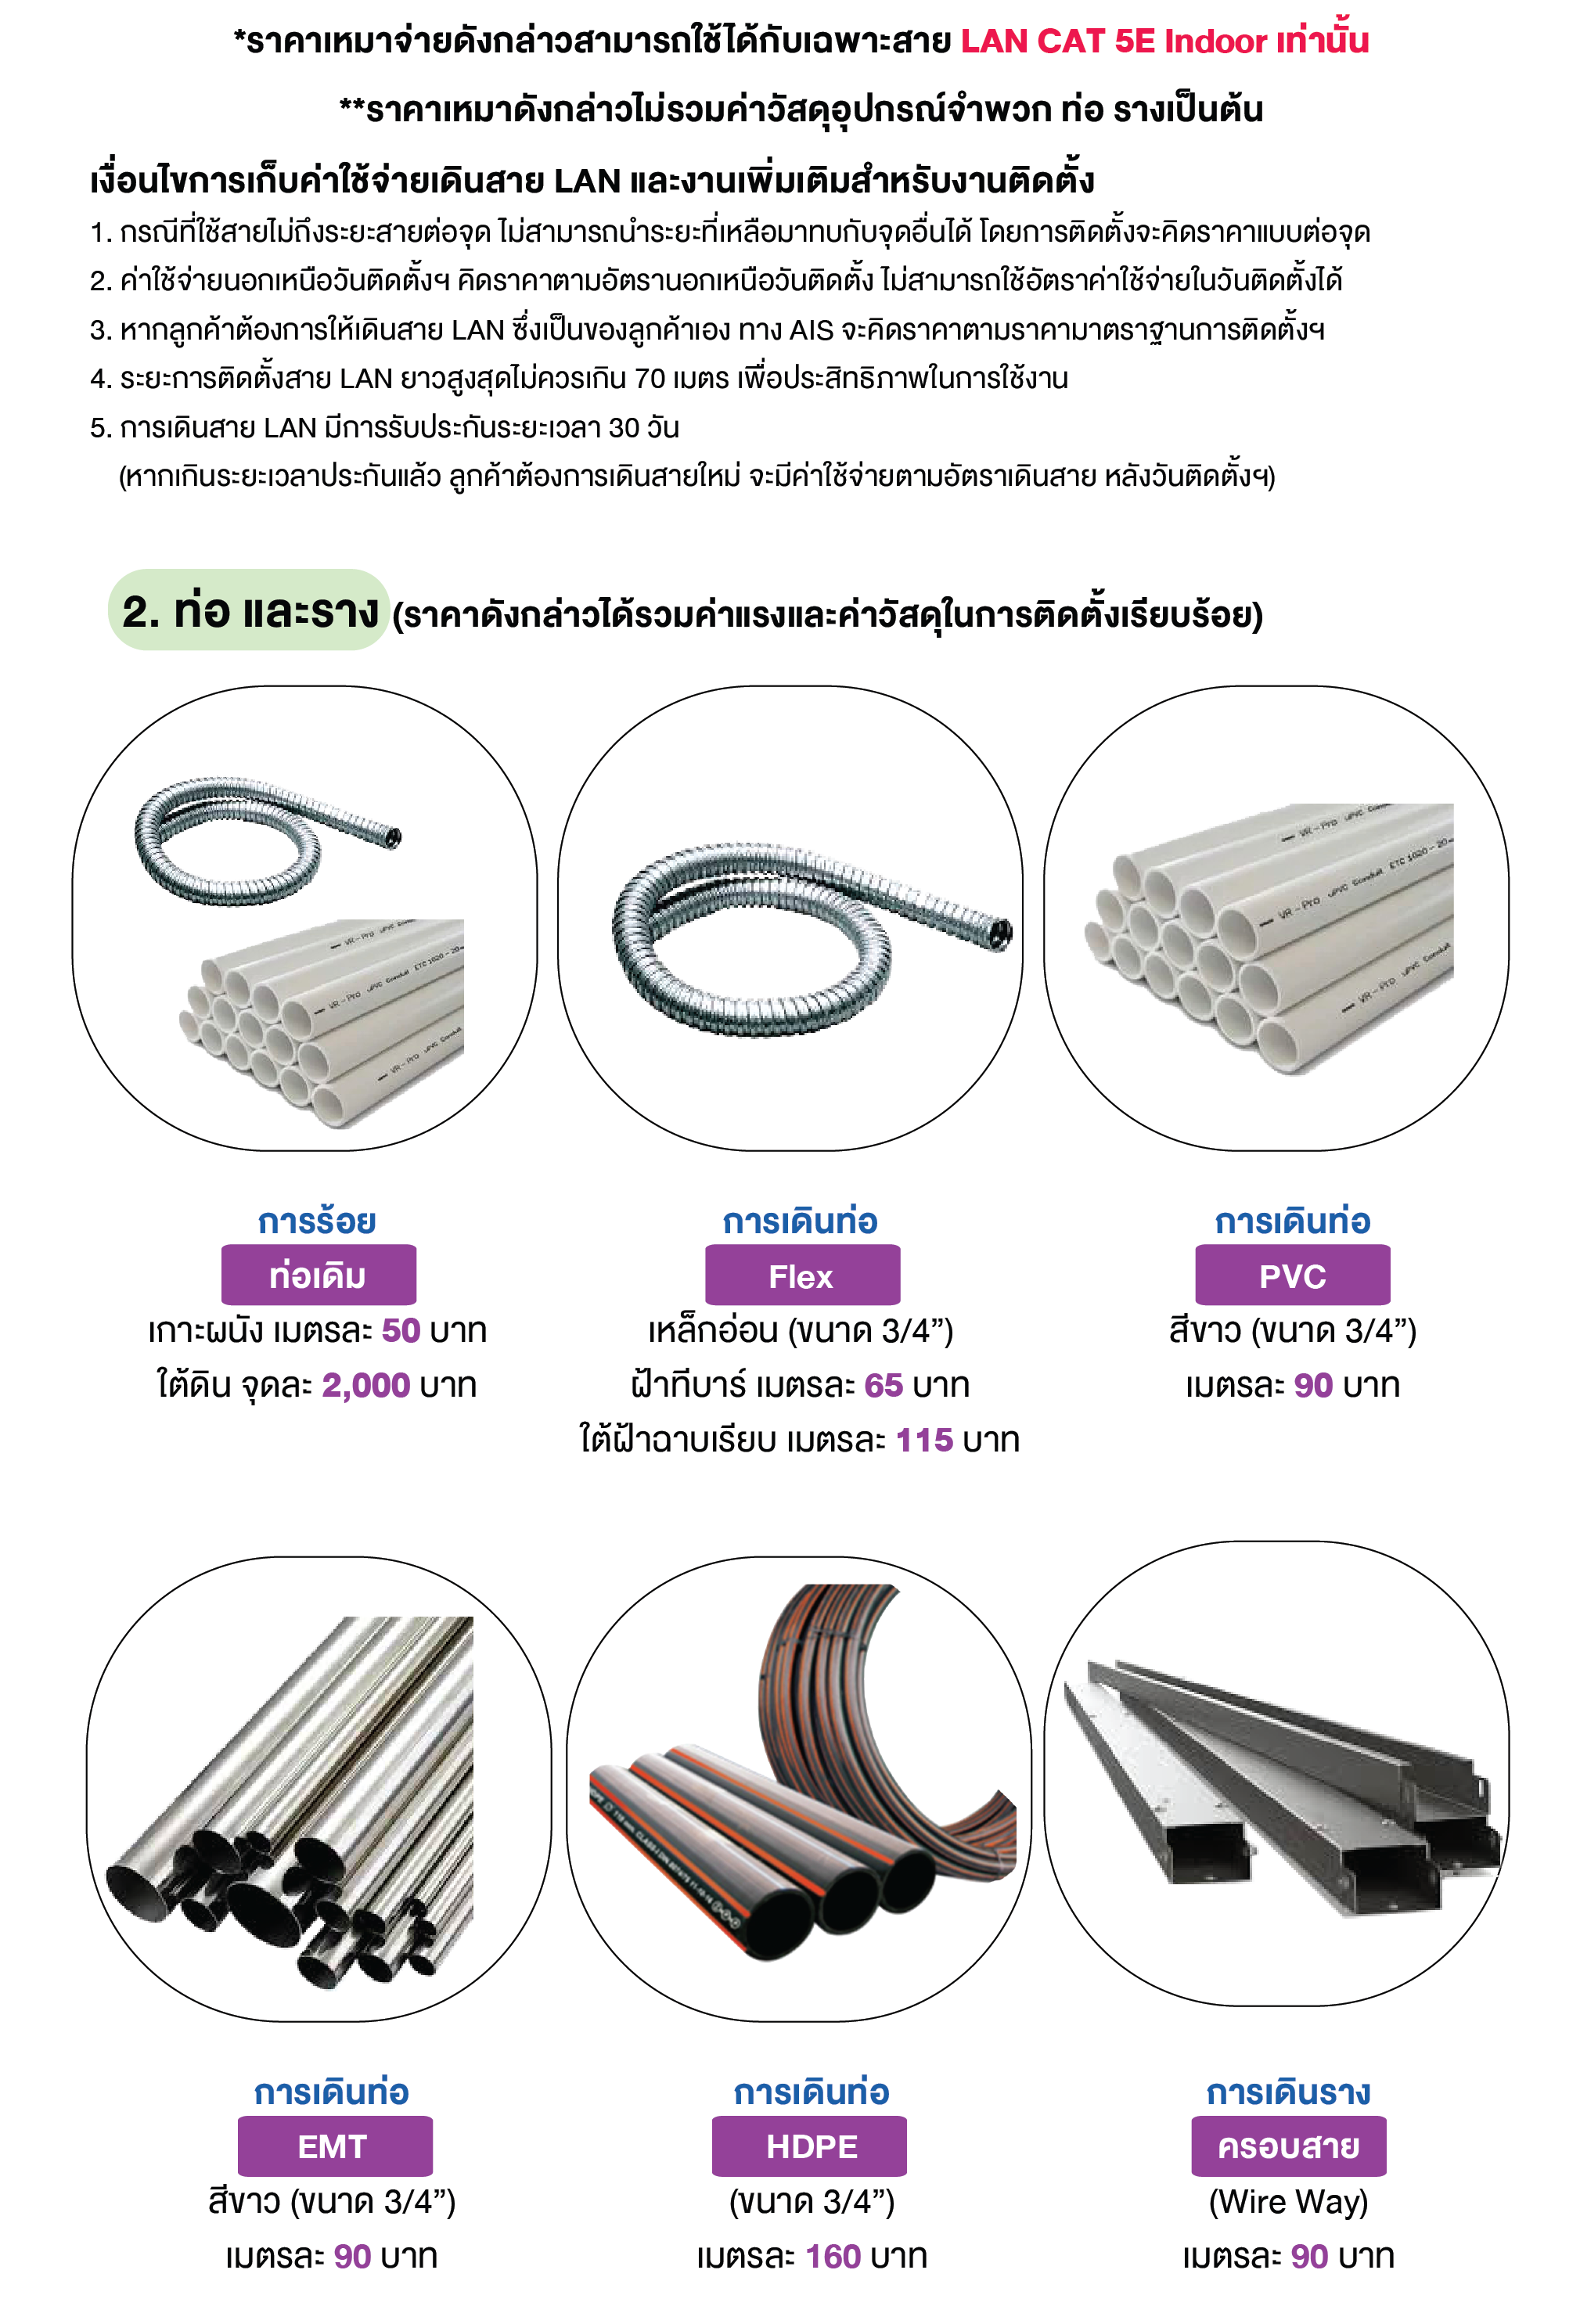 *ราคาเหมาจ่ายดังกล่าวสามารถใช้ได้กับเฉพาะสาย LAN CAT 5E Indoor เท่านั้น
**ราคาเหมาดังกล่าวไม่รวมค่าวัสดุอุปกรณ์จำพวก ท่อ รางเป็นต้น
เงื่อนไขการเก็บค่าใช้จ่ายเดินสาย LAN และงานเพิ่มเติมสำหรับงานติดตั้ง
1. กรณีที่ใช้สายไม่ถึงระยะสายต่อจุด ไม่สามารถนำระยะที่เหลือมาทบกับจุดอื่นได้ โดยการติดตั้งจะคิดราคาแบบต่อจุด
2. ค่าใช้จ่ายนอกเหนือวันติดตั้งฯ คิดราคาตามอัตรานอกเหนือวันติดตั้ง ไม่สามารถใช้อัตราค่าใช้จ่ายในวันติดตั้งได้
3. หากลูกค้าต้องการให้เดินสาย LAN ซึ่งเป็นของลูกค้าเอง ทาง AIS จะคิดราคาตามราคามาตราฐานการติดตั้งฯ
4. ระยะการติดตั้งสาย LAN ยาวสูงสุดไม่ควรเกิน 70 เมตร เพื่อประสิทธิภาพในการใช้งาน
5. การเดินสาย LAN มีการรับประกันระยะเวลา 30 วัน
(หากเกินระยะเวลาประกันแล้ว ลูกค้าต้องการเดินสายใหม่ จะมีค่าใช้จ่ายตามอัตราเดินสาย หลังวันติดตั้งฯ)
2. ท่อ และราง (ราคาดังกล่าวได้รวมค่าแรงและค่าวัสดุในการติดตั้งเรียบร้อย)
VR-Pro uPVC Conduit
VR-Pro uPVC Conduit ETC 1020-20
VR-Pro uPVC Conduit
VR-Pro uPVC Conduit
VR-Pro uPVC Conduit ETC 1020-20
VR-Pro uPVC Conduit
การร้อย
ท่อเดิม
เกาะผนัง เมตรละ 50 บาท
ใต้ดิน จุดละ 2,000 บาท
การเดินท่อ
Flex
เหล็กอ่อน (ขนาด 3/4”)
ฝ้าทีบาร์ เมตรละ 65 บาท
ใต้ฝ้าฉาบเรียบ เมตรละ 115 บาท
การเดินท่อ
PVC
สีขาว (ขนาด 3/4”)
เมตรละ 90 บาท
การเดินท่อ
EMT
สีขาว (ขนาด 3/4”)
เมตรละ 90 บาท
การเดินท่อ
HDPE
(ขนาด 3/4”)
เมตรละ 160 บาท
การเดินราง
ครอบสาย
(Wire Way)
เมตรละ 90 บาท